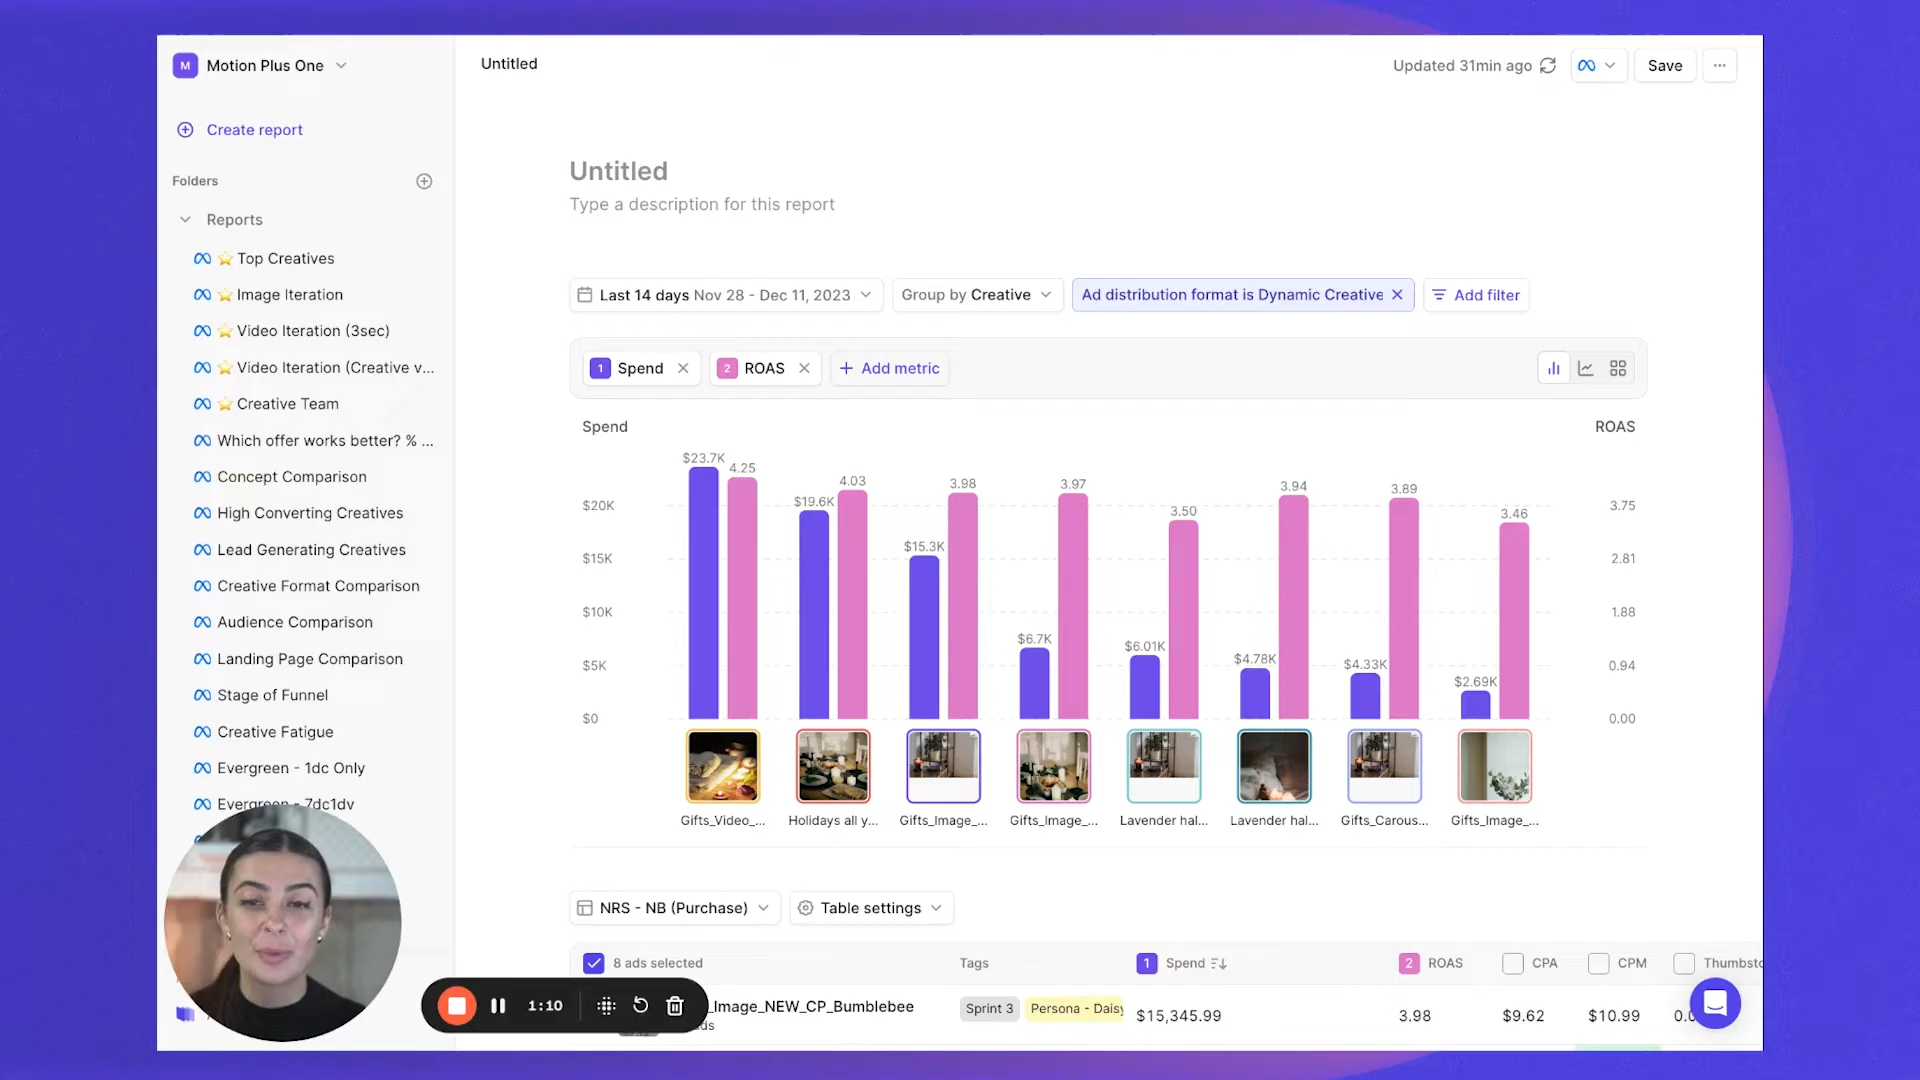 M Motion Plus One
Create report
Folders
Reports
Top Creatives
Image Iteration
Video Iteration (3sec)
Video Iteration (Creative v...
Creative Team
Which offer works better? % ...
Concept Comparison
High Converting Creatives
Lead Generating Creatives
Creative Format Comparison
Audience Comparison
Landing Page Comparison
Stage of Funnel
Creative Fatigue
Evergreen - 1dc Only
Evergreen - 7dc1dv
Untitled
Updated 31min ago
Save
Untitled
Type a description for this report
Last 14 days Nov 28 - Dec 11, 2023
Group by Creative
Ad distribution format is Dynamic Creative
Add filter
1 Spend
2 ROAS
+ Add metric
Spend
ROAS
$23.7K 4.25
$19.6K 4.03
$15.3K 3.98
$6.7K 3.97
$6.01K 3.50
$4.78K 3.94
$4.33K 3.89
$2.69K 3.46
$20K
$15K
$10K
$5K
$0
3.75
2.81
1.88
0.94
0.00
Gifts_Video_...
Holidays all y...
Gifts_Image_...
Gifts_Image_...
Lavender hal...
Lavender hal...
Gifts_Carous...
Gifts_Image_...
NRS - NB (Purchase)
Table settings
8 ads selected
Tags
1 Spend
2 ROAS
CPA
CPM
1:10
_Image_NEW_CP_Bumblebee
Sprint 3
Persona - Daisy
$15,345.99
3.98
$9.62
$10.99